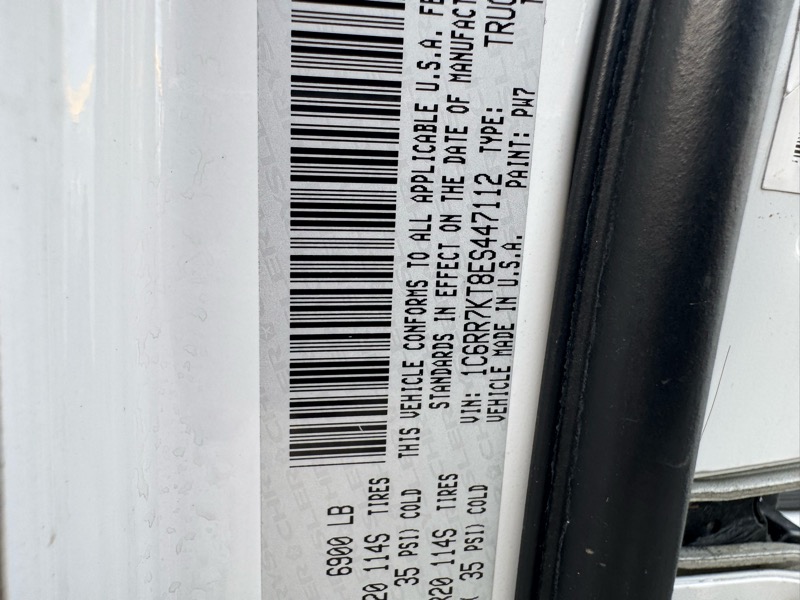 6900 LB
20 114S TIRES
35 PSI) COLD
R20 114S TIRES
35 PSI) COLD
THIS VEHICLE CONFORMS TO ALL APPLICABLE U.S.A. FE
STANDARDS IN EFFECT ON THE DATE OF MANUFACT
VIN: 1C6RR7KT8ES447112 TYPE: TRUC
VEHICLE MADE IN U.S.A. PAINT: PW7 T